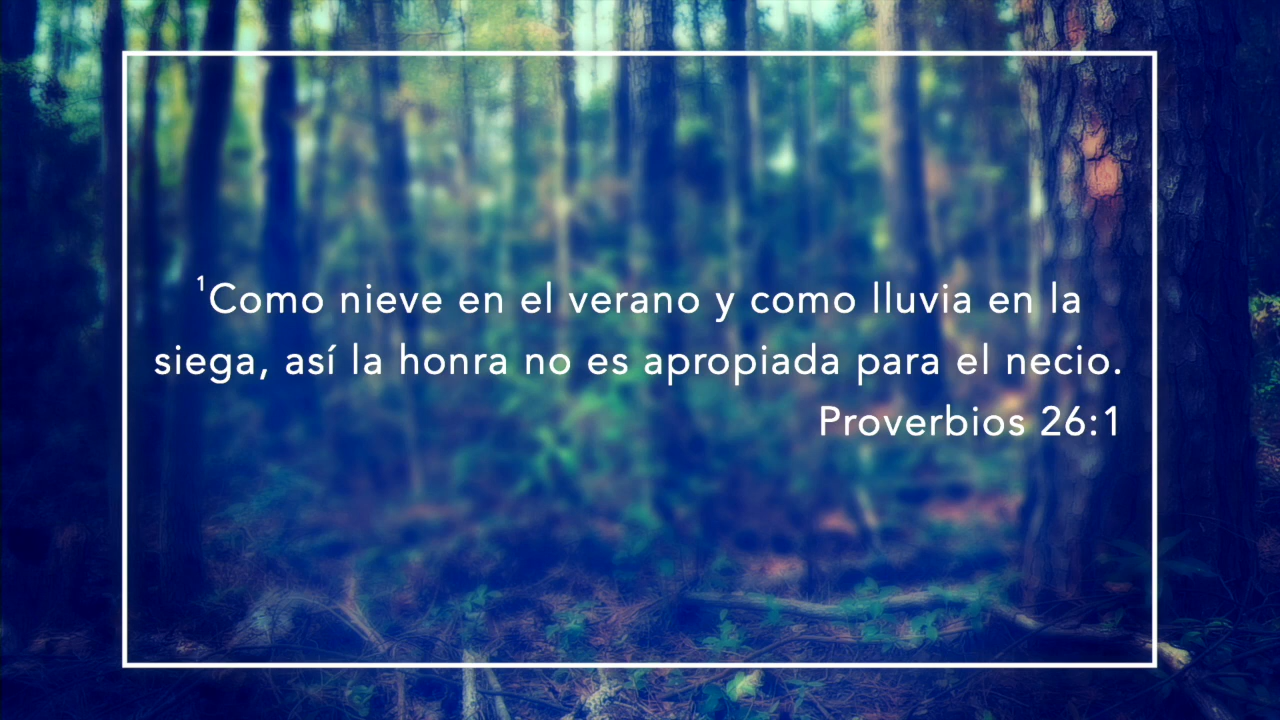 ¹Como nieve en el verano y como lluvia en la
siega, así la honra no es apropiada para el necio.
Proverbios 26:1